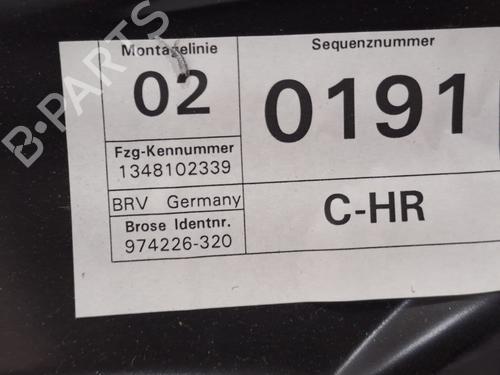 Montagelinie
02
Sequenznummer
0191
Fzg-Kennummer
1348102339
BRV Germany
C-HR
Brose Identnr.
974226-320
B-PARTS